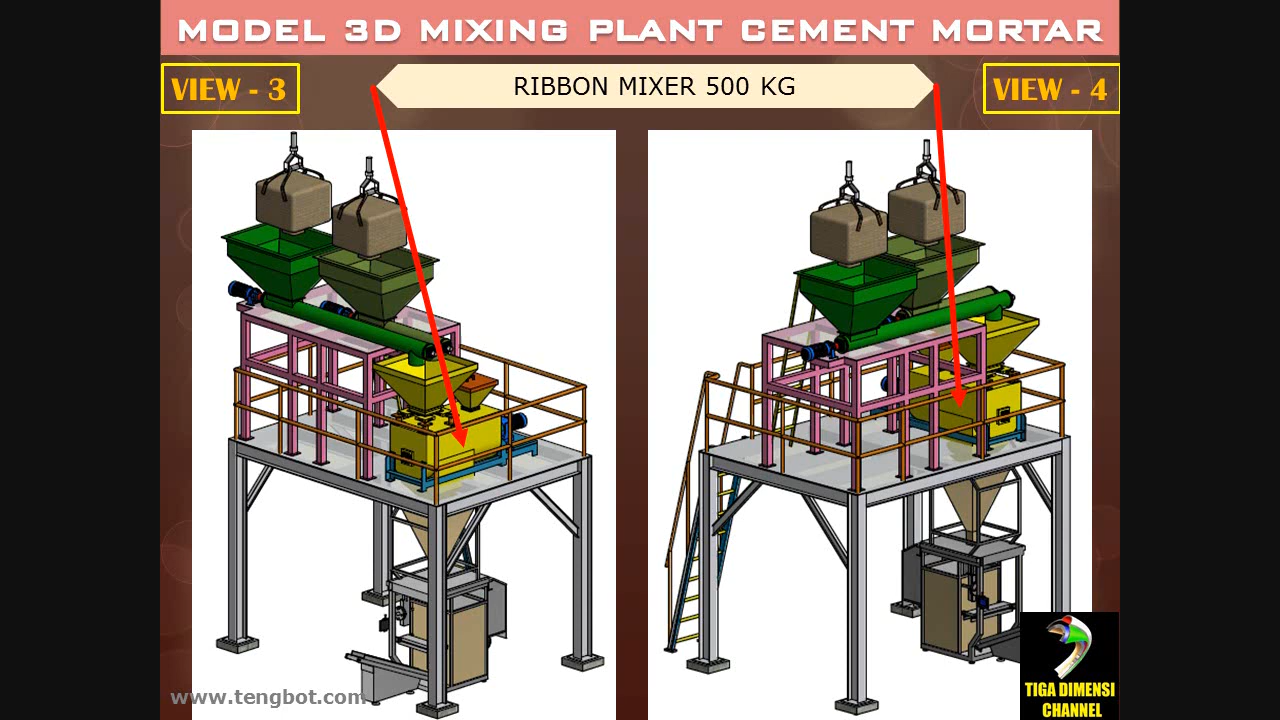 MODEL 3D MIXING PLANT CEMENT MORTAR
VIEW - 3
RIBBON MIXER 500 KG
VIEW - 4
www.tengbot.com
TIGA DIMENSI
CHANNEL